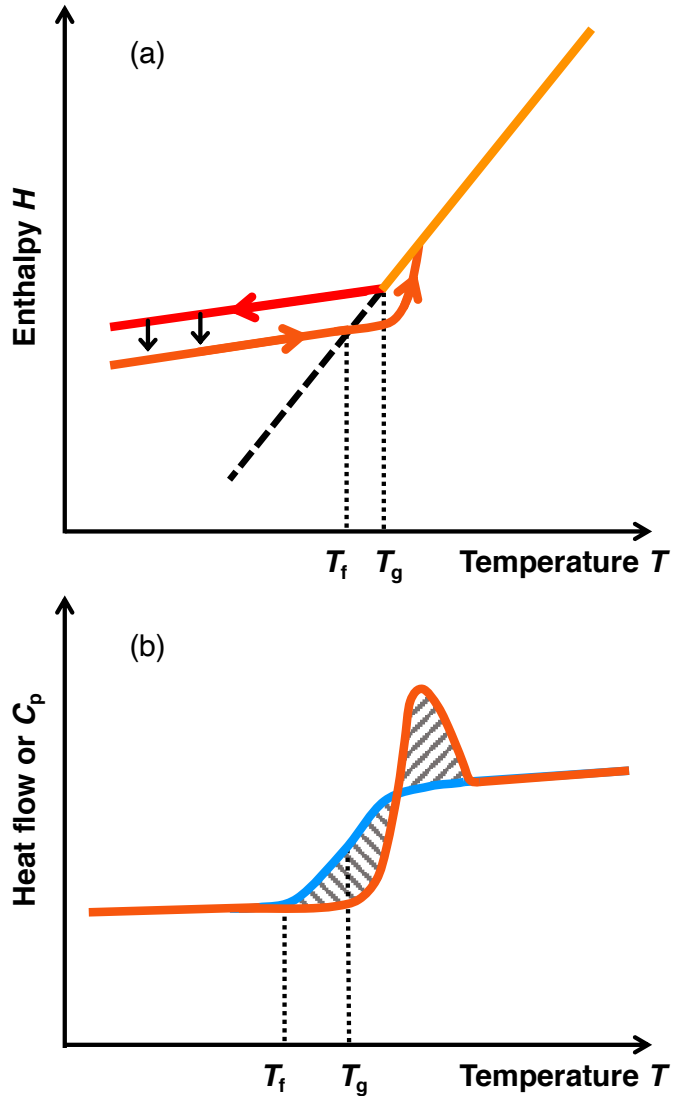 (a)
Enthalpy H
Tf Tg Temperature T
(b)
Heat flow or Cp
Tf Tg Temperature T